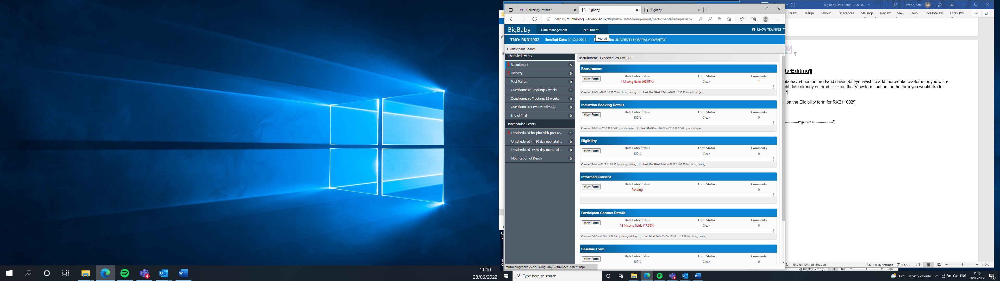 University Intranet
BigBaby
BigBaby
https://ctutraining.warwick.ac.uk/BigBaby/DataManagement/participantManager.aspx
BigBaby
Data Management
Recruitment
UHCW_TRAINING
TNO: RKB11002
Enrolled Date: 29-Oct-2018
|
Recruit
UNIVERSITY HOSPITAL (COVENTRY)
Participant Search
Scheduled Events
Recruitment 5
Delivery 0
Post Partum 0
Questionnaire Tracking: 7 weeks 1
Questionnaire Tracking: 25 weeks 0
Questionnaire: Two Months (A) 0
End of Trial 0
Unscheduled Events
Unscheduled hospital visit post re... 1
Unscheduled <=30 day neonatal ... 0
Unscheduled <=30 day maternal ... 0
Notification of Death 0
Recruitment - Expected: 29-Oct-2018
Recruitment
Data Entry Status Form Status Comments
View Form 4 Missing fields (66.67%) Clean 1
Created: 29-Oct-2018 16:57:03 by uhcw_training | Last Modified: 27-Jun-2022 12:33:22 by ads\mhsjav
Induction Booking Details
Data Entry Status Form Status Comments
View Form 100% Clean 0
Created: 20-Nov-2018 18:02:49 by ads\mhsjav | Last Modified: 20-Nov-2018 18:02:49 by ads\mhsjav
Eligibility
Data Entry Status Form Status Comments
View Form 100% Clean 0
Created: 28-Jun-2022 11:03:35 by uhcw_training | Last Modified: 28-Jun-2022 11:03:35 by uhcw_training
Informed Consent
Data Entry Status Form Status Comments
View Form Pending 0
Participant Contact Details
Data Entry Status Form Status Comments
View Form 14 Missing fields (17.65%) Clean 0
Created: 06-Dec-2018 11:28:29 by uhcw_training | Last Modified: 06-Dec-2018 11:28:29 by uhcw_training
Baseline Form
Data Entry Status Form Status Comments
View Form 100% Clean 0
ctutraining.warwick.ac.uk/BigBaby/.../frmRecruitment.aspx
Big Baby Data Entry Guidelin...
Wood, Sara WS
Draw Design Layout References Mailings Review View Help EndNote X9 Kofax PDF
by ¶
ta·Editing¶
ata·have·been·entered·and·saved,·but·you·wish·to·add·more·data·to·a·form,·or·you·wish·
dit·data·already·entered,·click·on·the·'View·form'·button·for·the·form·you·would·like·to·
.¶
·on·the·Eligibility·form·for·RKB11002¶
Page Break ¶
English (United Kingdom)
Display Settings Focus 110%
Display Settings 100%
4
11:10
28/06/2022
Type here to search
4
17°C Mostly cloudy
ENG
11:10
28/06/2022